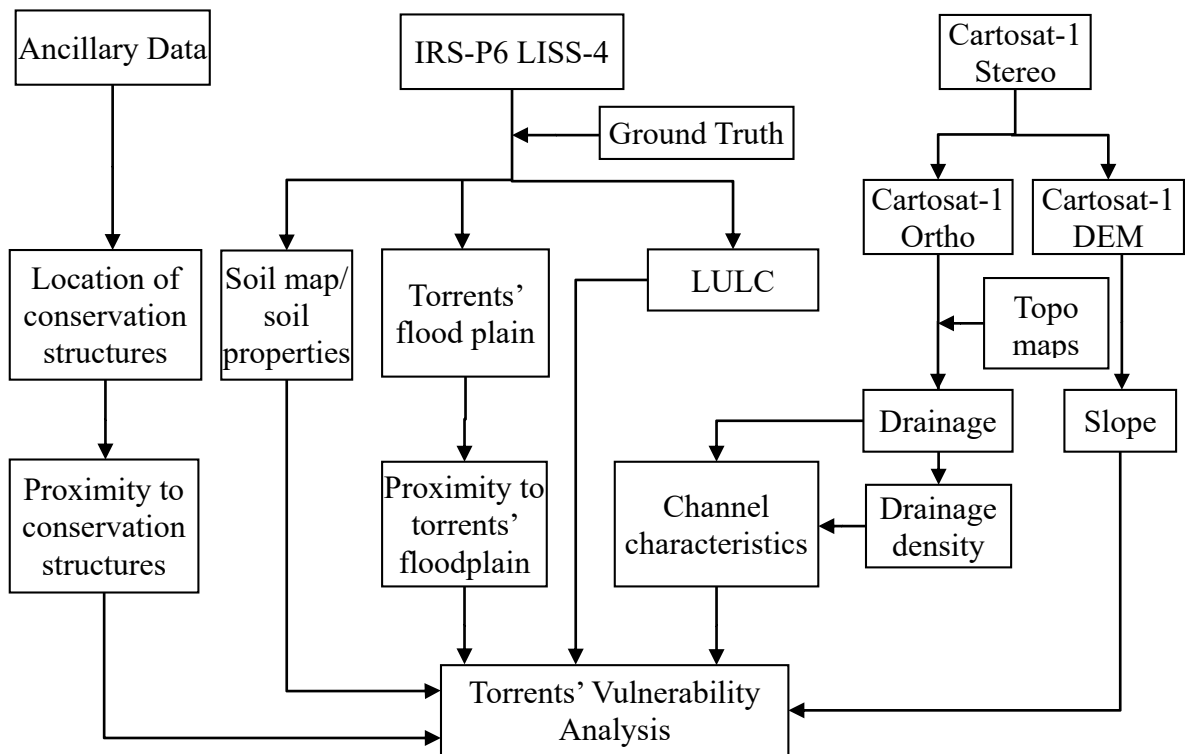 Ancillary Data
IRS-P6 LISS-4
Cartosat-1
Stereo
Ground Truth
Cartosat-1
Ortho
Cartosat-1
DEM
Location of
conservation
structures
Soil map/
soil
properties
Torrents’
flood plain
LULC
Topo
maps
Drainage
Slope
Proximity to
conservation
structures
Proximity to
torrents’
floodplain
Channel
characteristics
Drainage
density
Torrents’ Vulnerability
Analysis